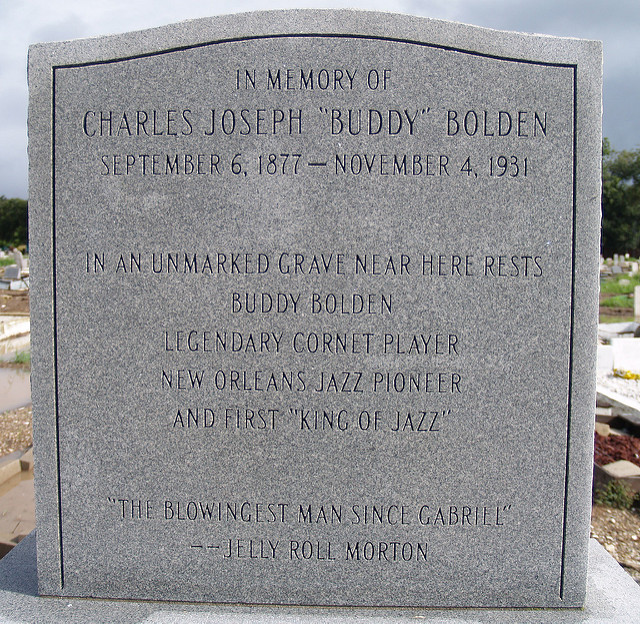 IN MEMORY OF
CHARLES JOSEPH "BUDDY" BOLDEN
SEPTEMBER 6, 1877 — NOVEMBER 4, 1931
IN AN UNMARKED GRAVE NEAR HERE RESTS
BUDDY BOLDEN
LEGENDARY CORNET PLAYER
NEW ORLEANS JAZZ PIONEER
AND FIRST "KING OF JAZZ"
"THE BLOWINGEST MAN SINCE GABRIEL"
--JELLY ROLL MORTON